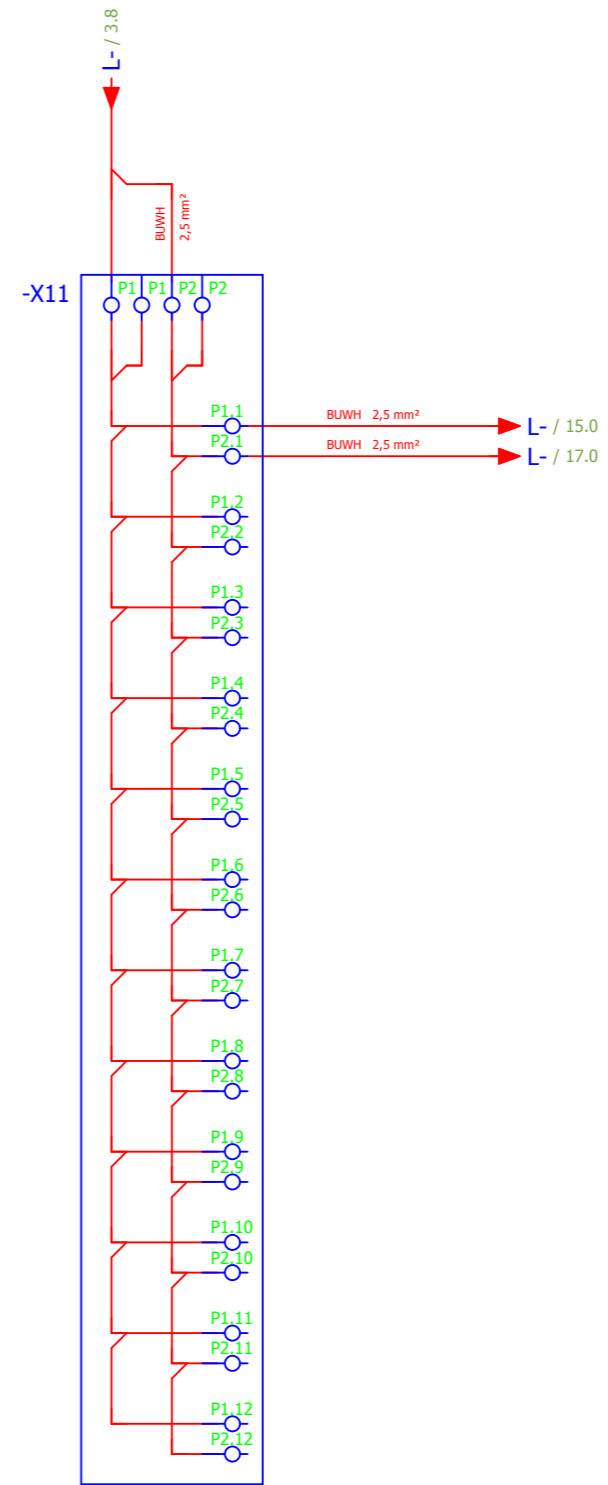 L- / 3.8
BUWH
2,5 mm²
-X11
P1 P1 P2 P2
P1.1 BUWH 2,5 mm² L- / 15.0
P2.1 BUWH 2,5 mm² L- / 17.0
P1.2
P2.2
P1.3
P2.3
P1.4
P2.4
P1.5
P2.5
P1.6
P2.6
P1.7
P2.7
P1.8
P2.8
P1.9
P2.9
P1.10
P2.10
P1.11
P2.11
P1.12
P2.12